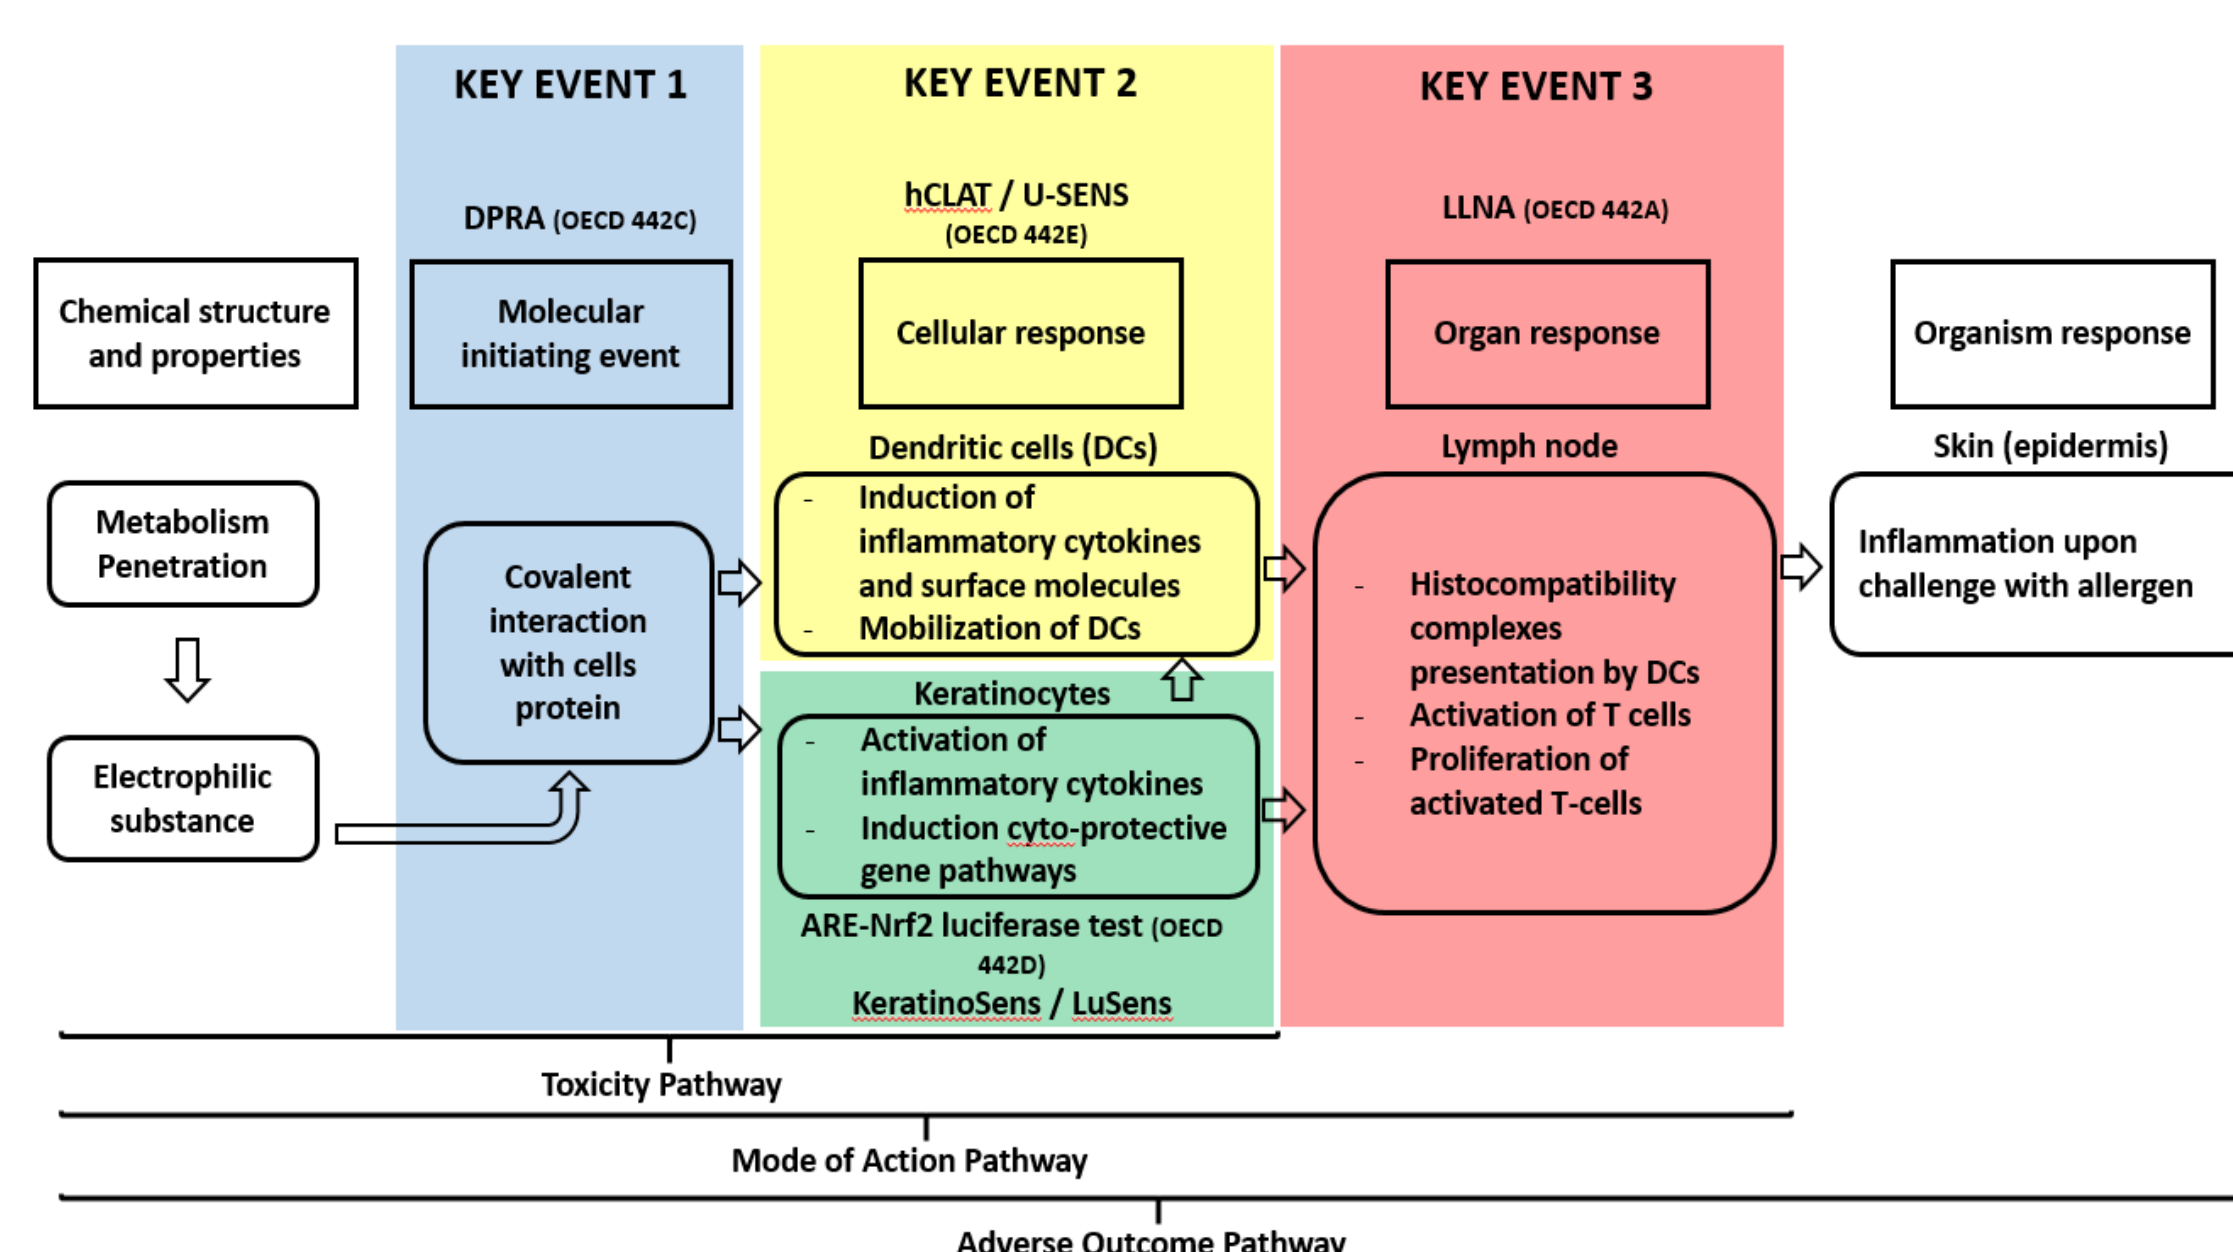 KEY EVENT 1
KEY EVENT 2
KEY EVENT 3
DPRA (OECD 442C)
hCLAT / U-SENS
(OECD 442E)
LLNA (OECD 442A)
Chemical structure
and properties
Molecular
initiating event
Cellular response
Organ response
Organism response
Metabolism
Penetration
Electrophilic
substance
Covalent
interaction
with cells
protein
Dendritic cells (DCs)
- Induction of
inflammatory cytokines
and surface molecules
- Mobilization of DCs
Keratinocytes
- Activation of
inflammatory cytokines
- Induction cyto-protective
gene pathways
ARE-Nrf2 luciferase test (OECD
442D)
KeratinoSens / LuSens
Lymph node
- Histocompatibility
complexes
presentation by DCs
- Activation of T cells
- Proliferation of
activated T-cells
Skin (epidermis)
Inflammation upon
challenge with allergen
Toxicity Pathway
Mode of Action Pathway
Adverse Outcome Pathway